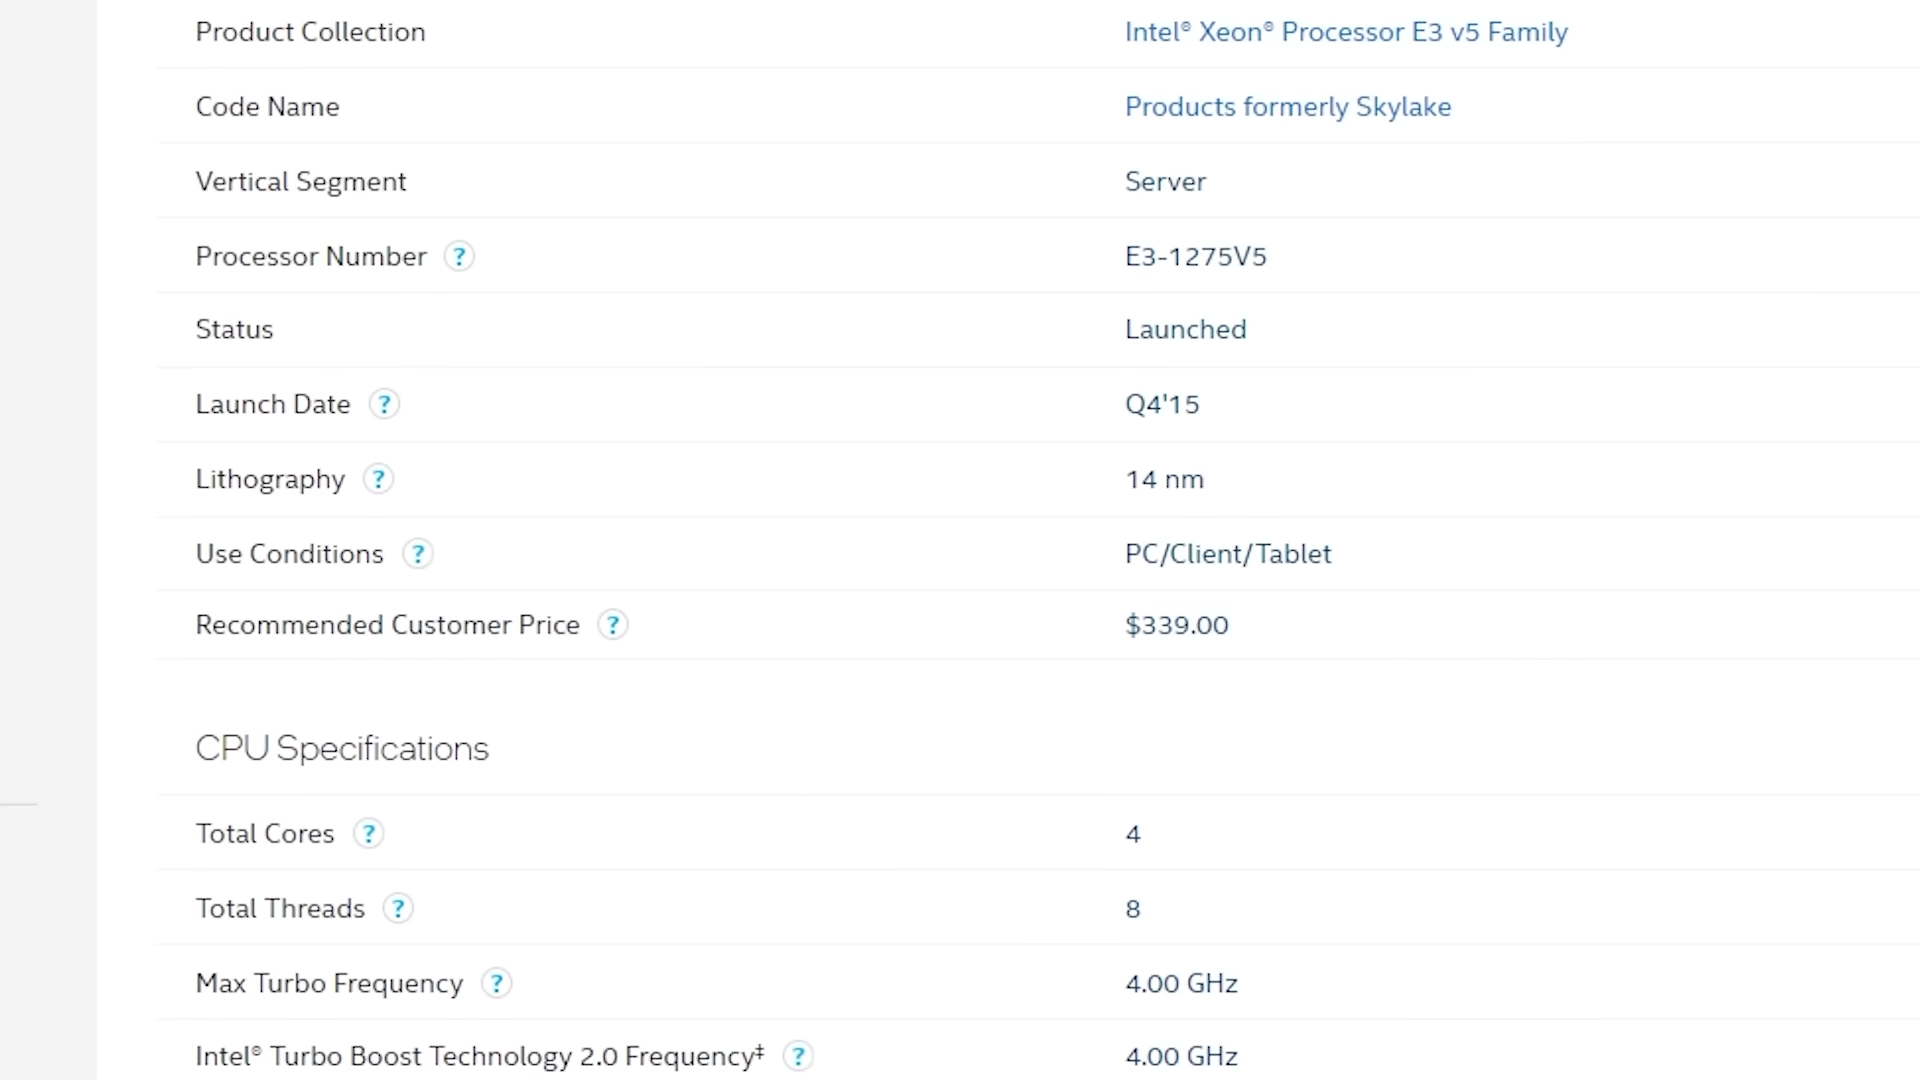 Product Collection Intel® Xeon® Processor E3 v5 Family
Code Name Products formerly Skylake
Vertical Segment Server
Processor Number ? E3-1275V5
Status Launched
Launch Date ? Q4'15
Lithography ? 14 nm
Use Conditions ? PC/Client/Tablet
Recommended Customer Price ? $339.00
CPU Specifications
Total Cores ? 4
Total Threads ? 8
Max Turbo Frequency ? 4.00 GHz
Intel® Turbo Boost Technology 2.0 Frequency‡ ? 4.00 GHz